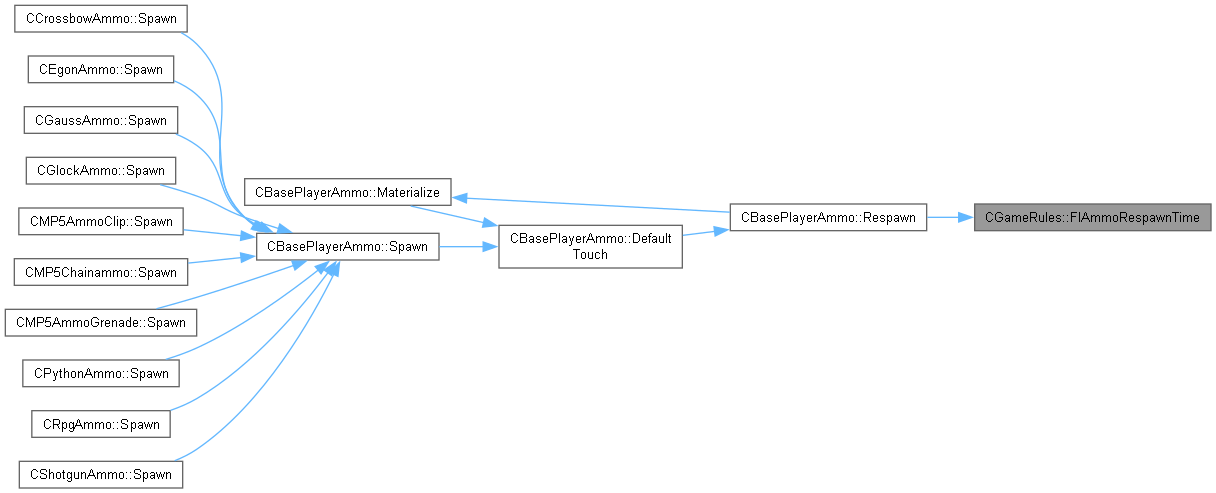 CCrossbowAmmo::Spawn
CEgonAmmo::Spawn
CGaussAmmo::Spawn
CGlockAmmo::Spawn
CMP5AmmoClip::Spawn
CMP5Chainammo::Spawn
CMP5AmmoGrenade::Spawn
CPythonAmmo::Spawn
CRpgAmmo::Spawn
CShotgunAmmo::Spawn
CBasePlayerAmmo::Materialize
CBasePlayerAmmo::Spawn
CBasePlayerAmmo::Default
Touch
CBasePlayerAmmo::Respawn
CGameRules::FlAmmoRespawnTime